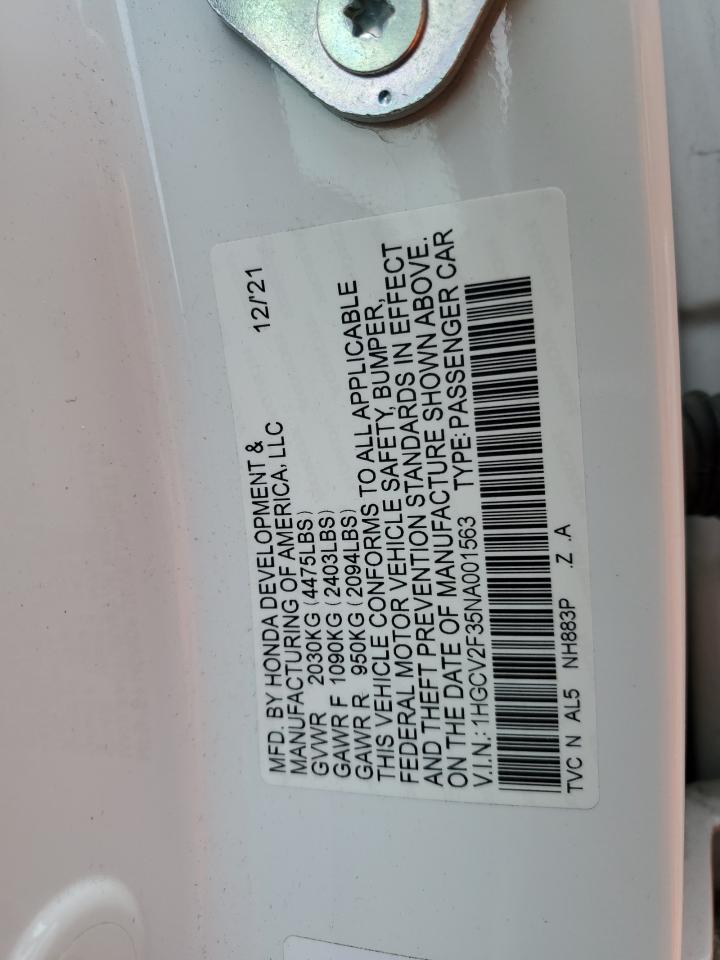 MFD. BY HONDA DEVELOPMENT & 12/'21
MANUFACTURING OF AMERICA, LLC
GVWR 2030KG (4475LBS)
GAWR F 1090KG (2403LBS)
GAWR R 950KG (2094LBS)
THIS VEHICLE CONFORMS TO ALL APPLICABLE
FEDERAL MOTOR VEHICLE SAFETY, BUMPER,
AND THEFT PREVENTION STANDARDS IN EFFECT
ON THE DATE OF MANUFACTURE SHOWN ABOVE.
V.I.N.: 1HGCV2F35NA001563 TYPE: PASSENGER CAR
TVC N AL5 NH883P .Z .A